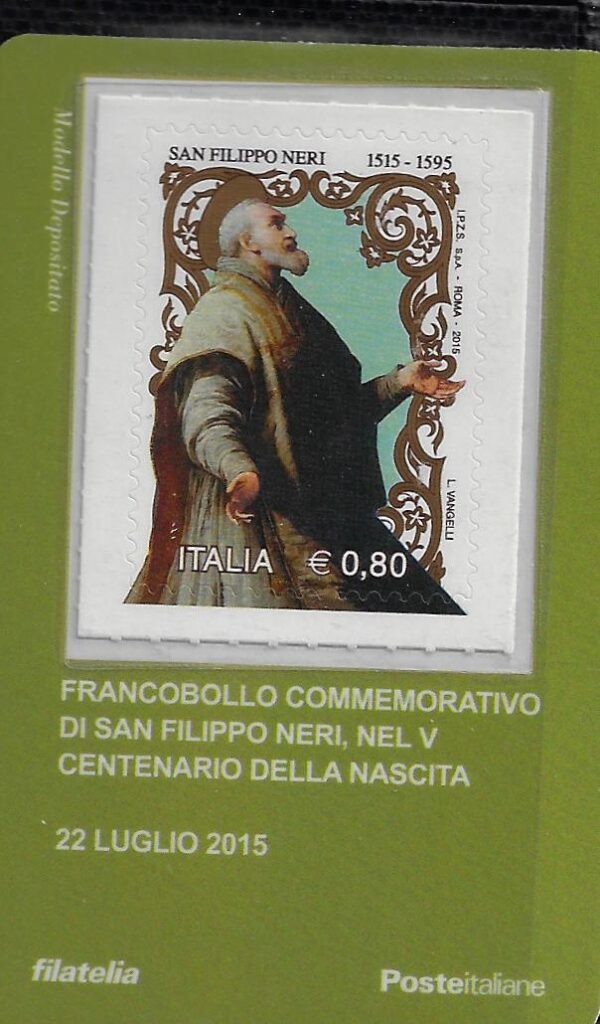 Modello Depositato
SAN FILIPPO NERI 1515 - 1595
I.P.Z.S. S.p.A. - ROMA - 2015
L. VANGELLI
ITALIA € 0,80
FRANCOBOLLO COMMEMORATIVO
DI SAN FILIPPO NERI, NEL V
CENTENARIO DELLA NASCITA
22 LUGLIO 2015
filatelia
Posteitaliane